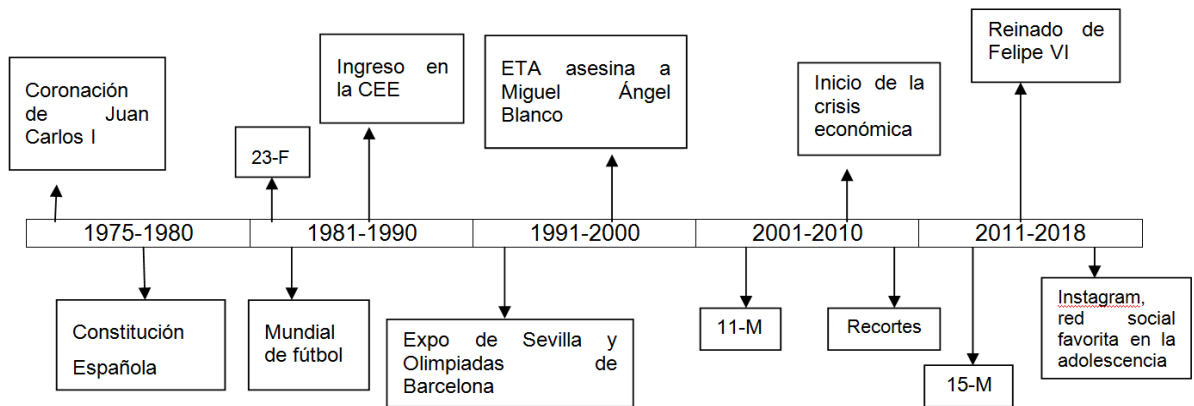 Reinado de
Felipe VI
Coronación
de Juan
Carlos I
23-F
Ingreso en
la CEE
ETA asesina a
Miguel Ángel
Blanco
Inicio de la
crisis
económica
1975-1980
1981-1990
1991-2000
2001-2010
2011-2018
Constitución
Española
Mundial
de fútbol
Expo de Sevilla y
Olimpiadas de
Barcelona
11-M
Recortes
15-M
Instagram,
red social
favorita en la
adolescencia